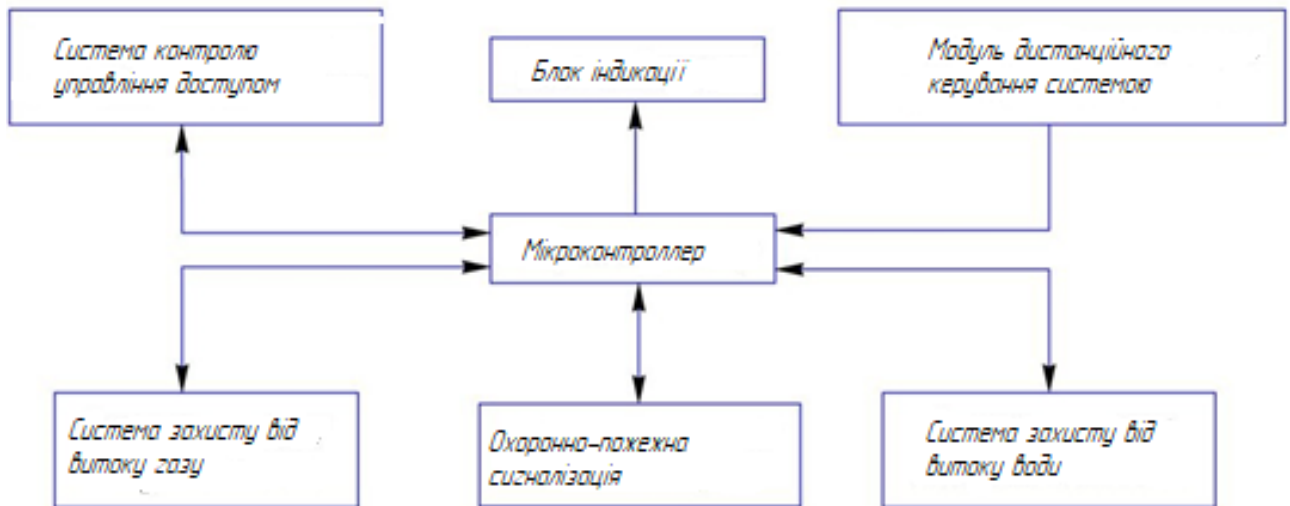 Система контролю
управління доступом
Блок індикації
Модуль дистанційного
керування системою
Мікроконтроллер
Система захисту від
витоку газу
Охоронно-пожежна
сигналізація
Система захисту від
витоку води